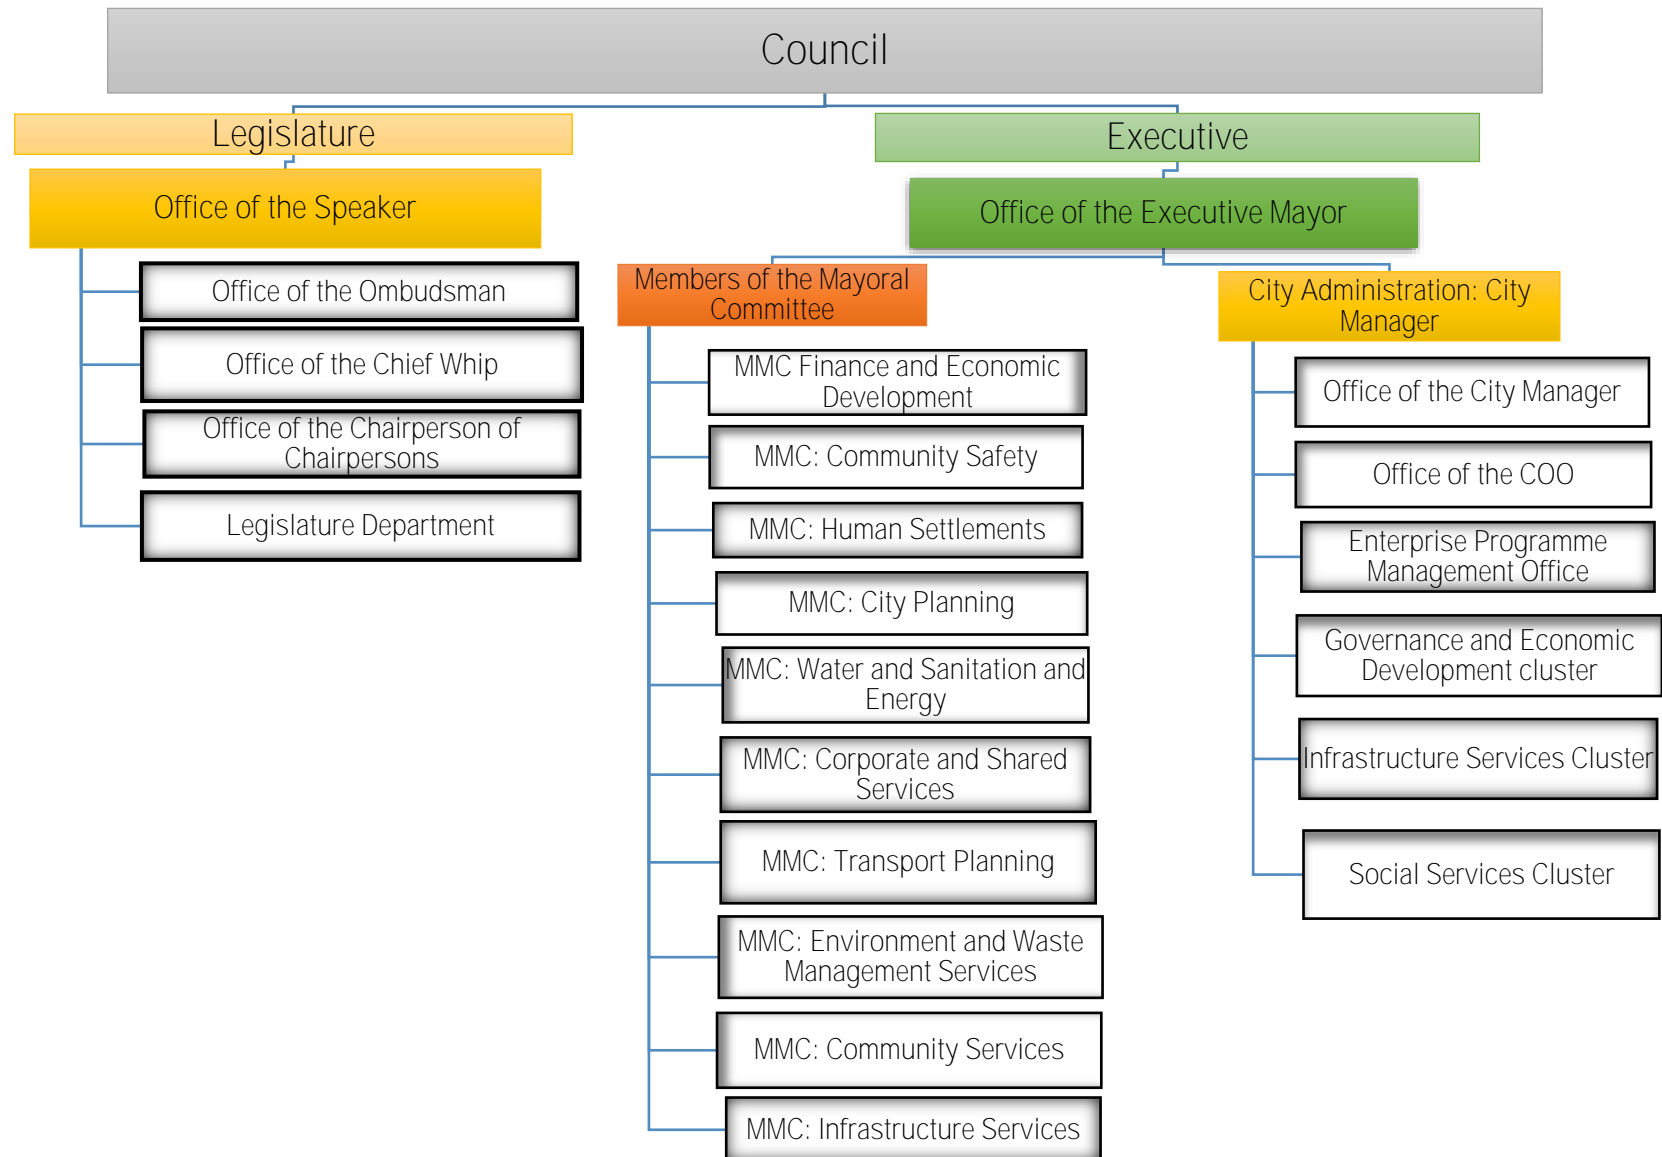 Council
Legislature
Executive
Office of the Speaker
Office of the Executive Mayor
Office of the Ombudsman
Office of the Chief Whip
Office of the Chairperson of
Chairpersons
Legislature Department
Members of the Mayoral
Committee
MMC Finance and Economic
Development
MMC: Community Safety
MMC: Human Settlements
MMC: City Planning
MMC: Water and Sanitation and
Energy
MMC: Corporate and Shared
Services
MMC: Transport Planning
MMC: Environment and Waste
Management Services
MMC: Community Services
MMC: Infrastructure Services
City Administration: City
Manager
Office of the City Manager
Office of the COO
Enterprise Programme
Management Office
Governance and Economic
Development cluster
Infrastructure Services Cluster
Social Services Cluster